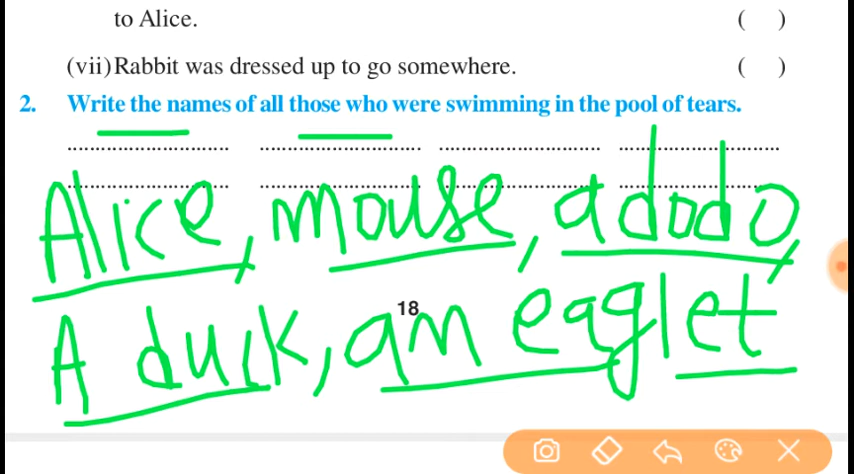 to Alice. ( )
(vii) Rabbit was dressed up to go somewhere. ( )
2. Write the names of all those who were swimming in the pool of tears.
Alice, mouse, a dodo,
18
A duck, an eaglet